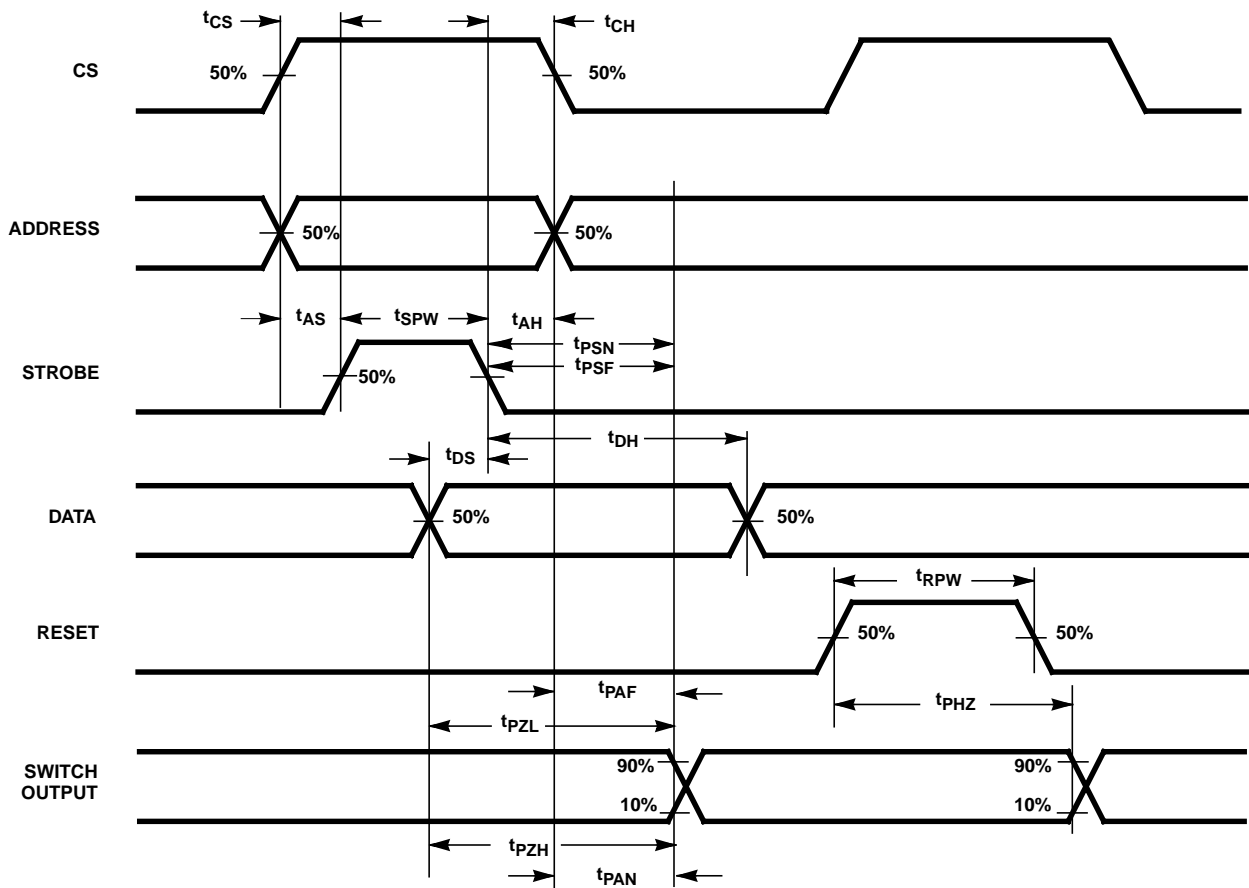 tCS
tCH
CS
50%
50%
ADDRESS
50%
50%
tAS
tSPW
tAH
tPSN
tPSF
STROBE
50%
tDH
tDS
DATA
50%
50%
tRPW
RESET
50%
50%
tPAF
tPHZ
tPZL
SWITCH
OUTPUT
90%
90%
10%
10%
tPZH
tPAN